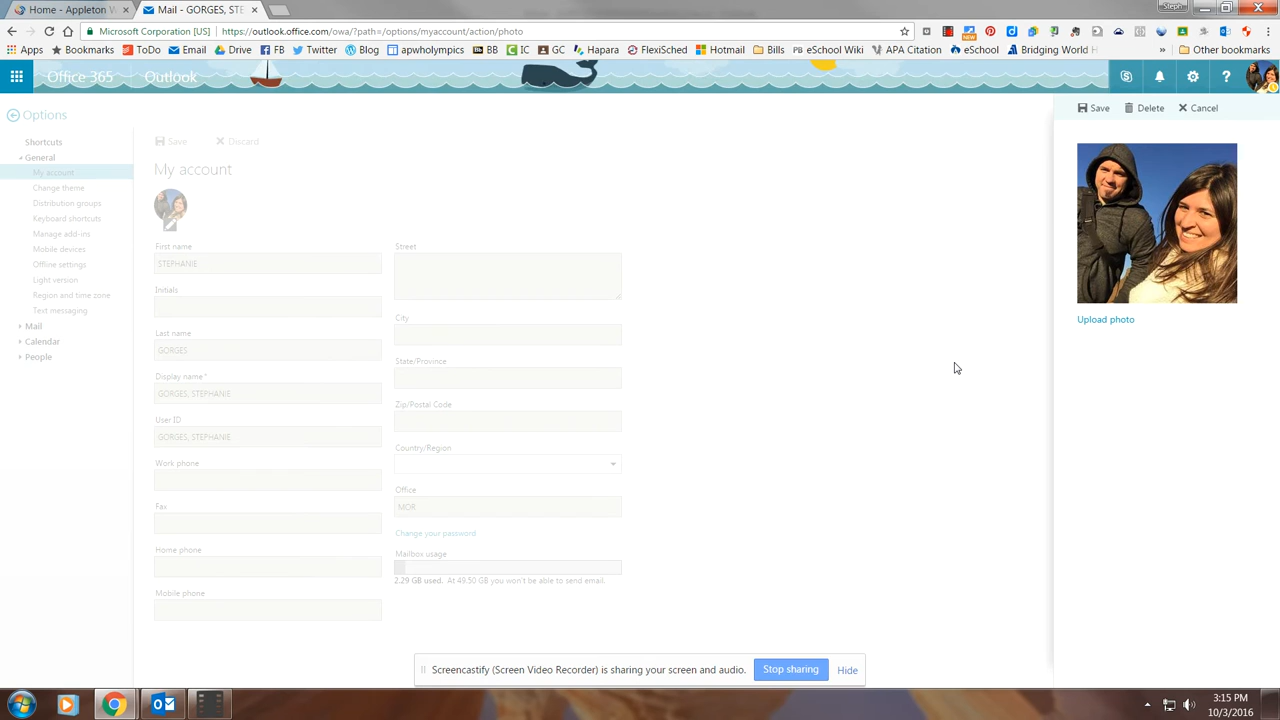 Home - Appleton W
Mail - GORGES, STE
Steph
Microsoft Corporation [US]
https://outlook.office.com/owa/?path=/options/myaccount/action/photo
NEW
Apps
Bookmarks
ToDo
Email
Drive
FB
Twitter
Blog
apwholympics
BB
IC
GC
Hapara
FlexiSched
Hotmail
Bills
PB eSchool Wiki
APA Citation
eSchool
Bridging World H
»
Other bookmarks
Office 365
Outlook
?
Options
Shortcuts
General
My account
Change theme
Distribution groups
Keyboard shortcuts
Manage add-ins
Mobile devices
Offline settings
Light version
Region and time zone
Text messaging
Mail
Calendar
People
Save
Discard
My account
First name
STEPHANIE
Initials
Last name
GORGES
Display name *
GORGES, STEPHANIE
User ID
GORGES, STEPHANIE
Work phone
Fax
Home phone
Mobile phone
Street
City
State/Province
Zip/Postal Code
Country/Region
Office
MOR
Change your password
Mailbox usage
2.29 GB used. At 49.50 GB you won't be able to send email.
Save
Delete
Cancel
Upload photo
Screencastify (Screen Video Recorder) is sharing your screen and audio.
Stop sharing
Hide
3:15 PM
10/3/2016